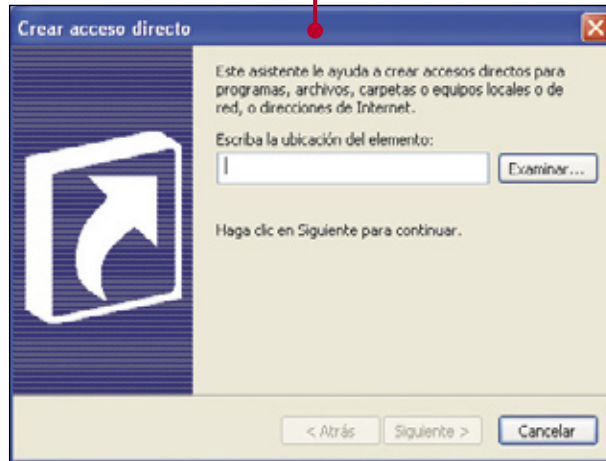 Crear acceso directo
Este asistente le ayuda a crear accesos directos para
programas, archivos, carpetas o equipos locales o de
red, o direcciones de Internet.
Escriba la ubicación del elemento:
Examinar...
Haga clic en Siguiente para continuar.
< Atrás
Siguiente >
Cancelar